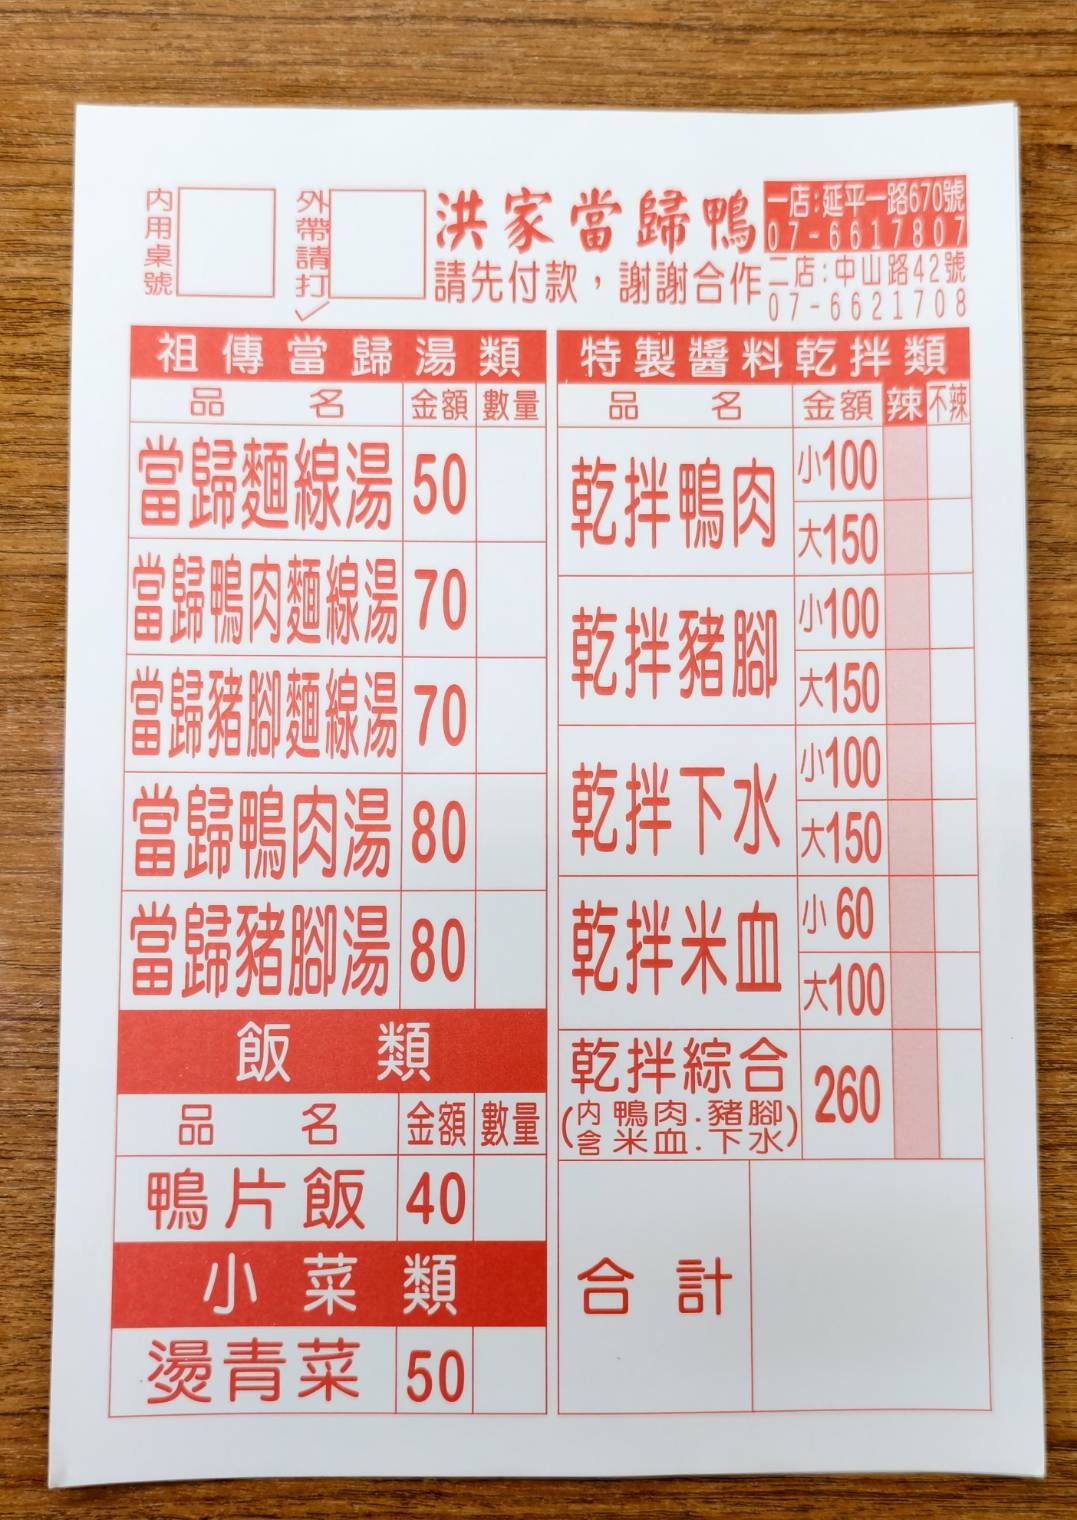 內用桌號
外帶請打✓
洪家當歸鴨
請先付款，謝謝合作
一店:延平一路670號
07-6617807
二店:中山路42號
07-6621708
祖傳當歸湯類
品名 金額 數量
當歸麵線湯 50
當歸鴨肉麵線湯 70
當歸豬腳麵線湯 70
當歸鴨肉湯 80
當歸豬腳湯 80
飯類
品名 金額 數量
鴨片飯 40
小菜類
燙青菜 50
特製醬料乾拌類
品名 金額 辣 不辣
乾拌鴨肉 小100
大150
乾拌豬腳 小100
大150
乾拌下水 小100
大150
乾拌米血 小60
大100
乾拌綜合 260
(內含鴨肉.豬腳
米血.下水)
合計